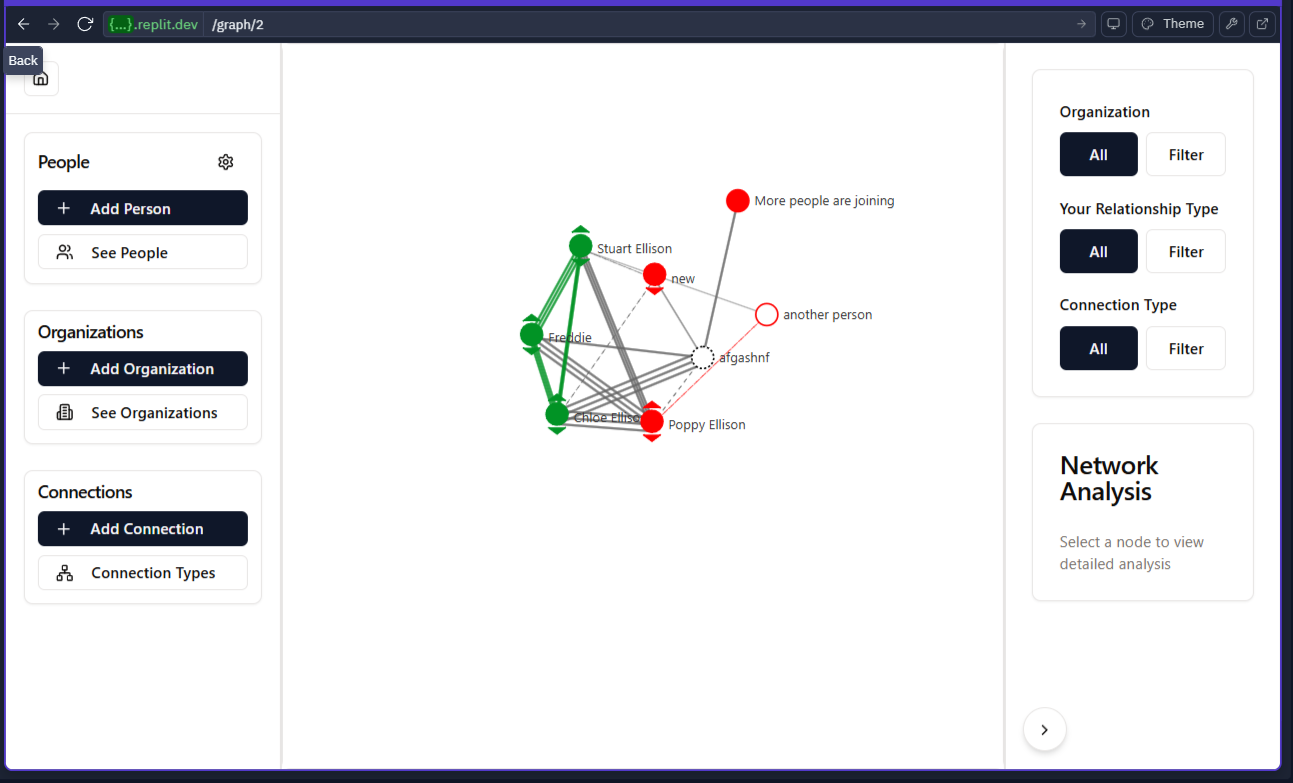 {...}.replit.dev /graph/2
Theme
Back
People
Add Person
See People
Organizations
Add Organization
See Organizations
Connections
Add Connection
Connection Types
More people are joining
Stuart Ellison
new
another person
Freddie
afgashnf
Chloe Ellisc
Poppy Ellison
Organization
All Filter
Your Relationship Type
All Filter
Connection Type
All Filter
Network
Analysis
Select a node to view
detailed analysis